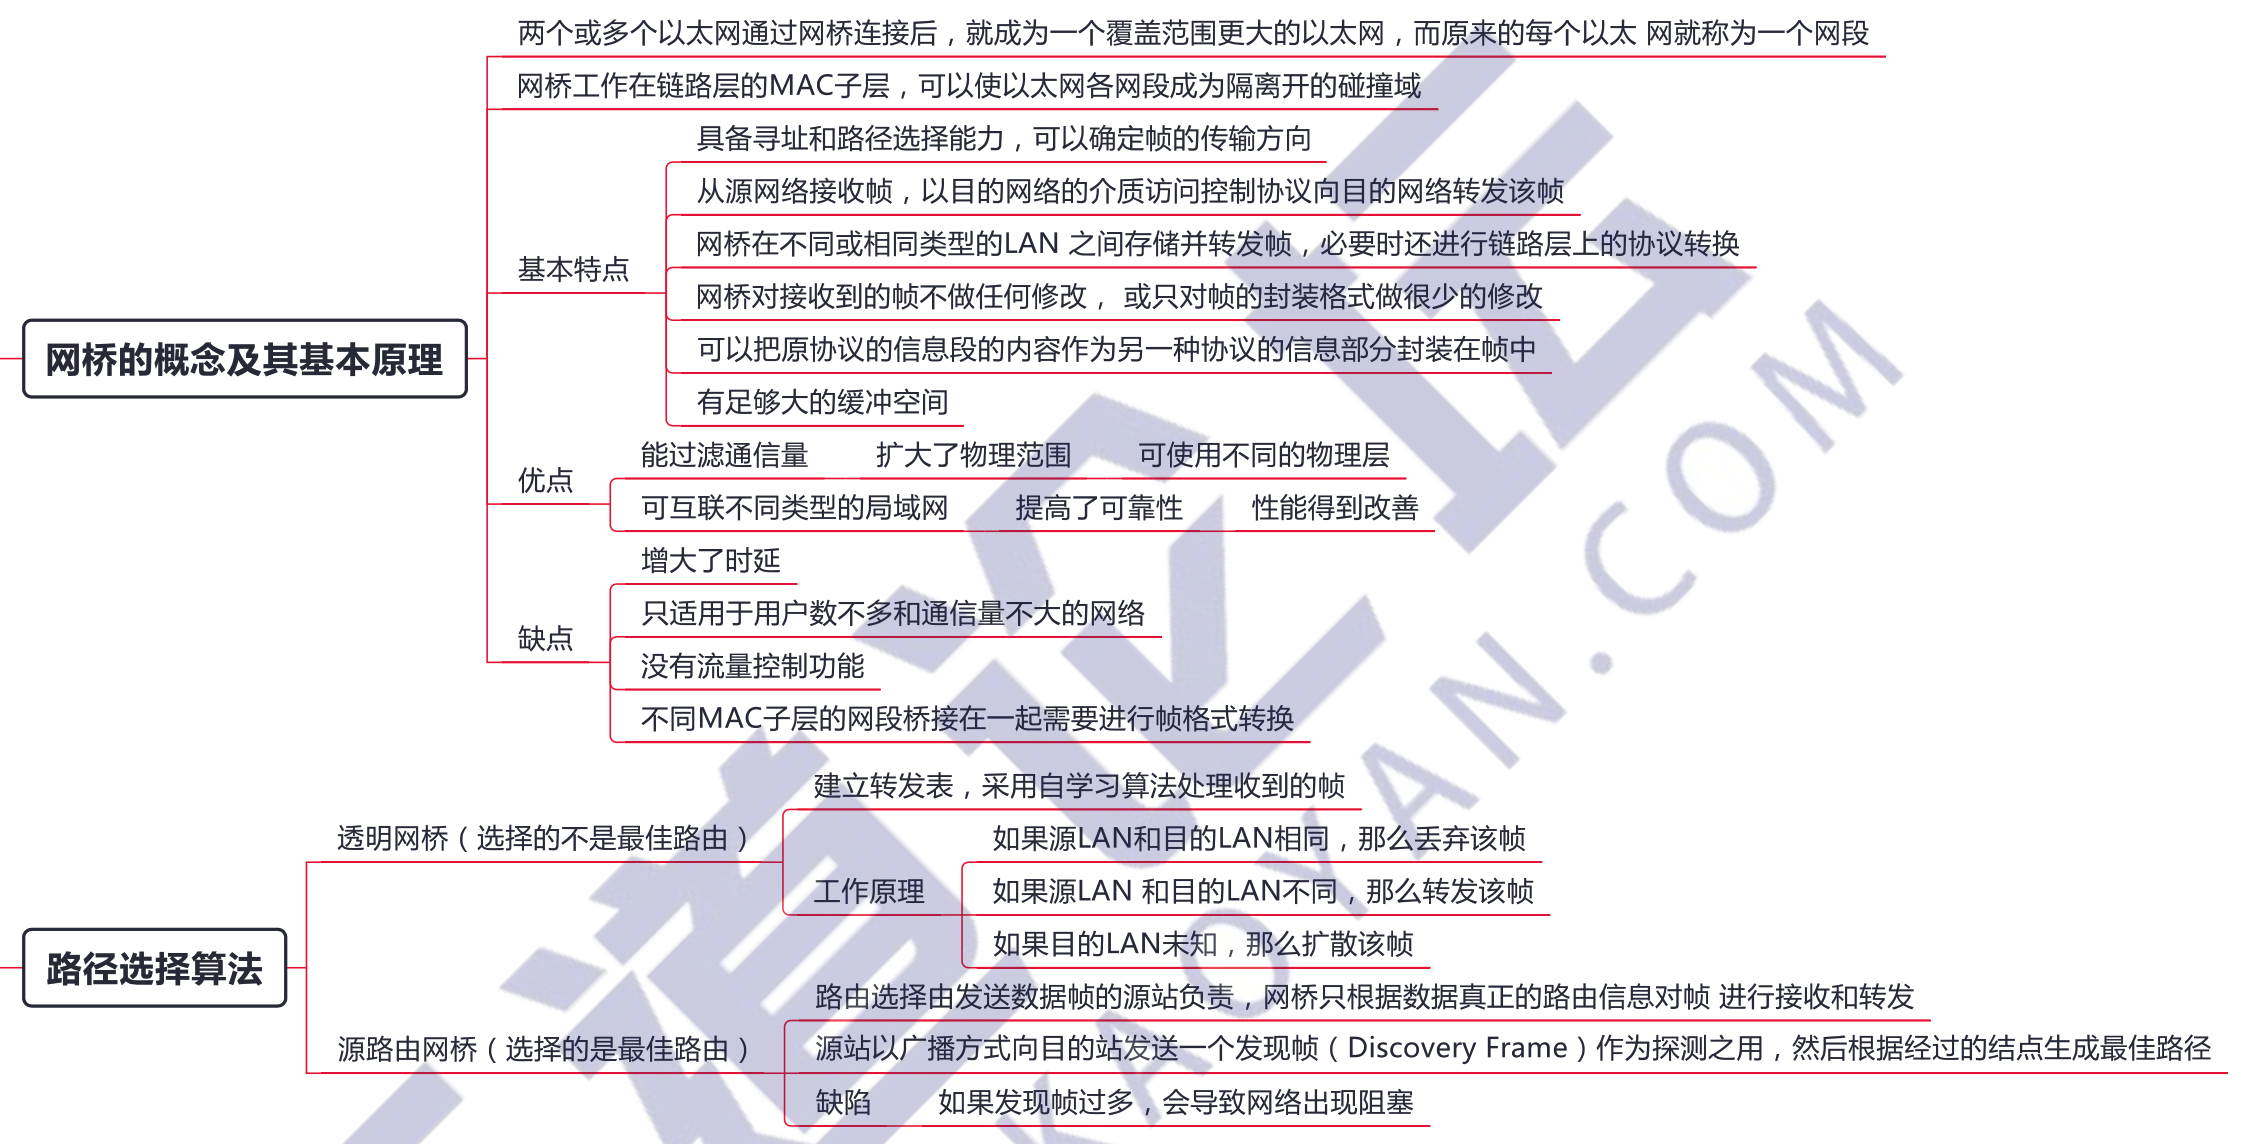 两个或多个以太网通过网桥连接后，就成为一个覆盖范围更大的以太网，而原来的每个以太 网就称为一个网段
网桥工作在链路层的MAC子层，可以使以太网各网段成为隔离开的碰撞域
具备寻址和路径选择能力，可以确定帧的传输方向
从源网络接收帧，以目的网络的介质访问控制协议向目的网络转发该帧
网桥在不同或相同类型的LAN 之间存储并转发帧，必要时还进行链路层上的协议转换
基本特点
网桥对接收到的帧不做任何修改， 或只对帧的封装格式做很少的修改
网桥的概念及其基本原理
可以把原协议的信息段的内容作为另一种协议的信息部分封装在帧中
有足够大的缓冲空间
能过滤通信量 扩大了物理范围 可使用不同的物理层
优点
可互联不同类型的局域网 提高了可靠性 性能得到改善
增大了时延
只适用于用户数不多和通信量不大的网络
缺点
没有流量控制功能
不同MAC子层的网段桥接在一起需要进行帧格式转换
建立转发表，采用自学习算法处理收到的帧
透明网桥（选择的不是最佳路由）
如果源LAN和目的LAN相同，那么丢弃该帧
工作原理
如果源LAN 和目的LAN不同，那么转发该帧
如果目的LAN未知，那么扩散该帧
路径选择算法
路由选择由发送数据帧的源站负责，网桥只根据数据真正的路由信息对帧 进行接收和转发
源路由网桥（选择的是最佳路由）
源站以广播方式向目的站发送一个发现帧（Discovery Frame）作为探测之用，然后根据经过的结点生成最佳路径
缺陷 如果发现帧过多，会导致网络出现阻塞
道论坛
KAOYAN.COM